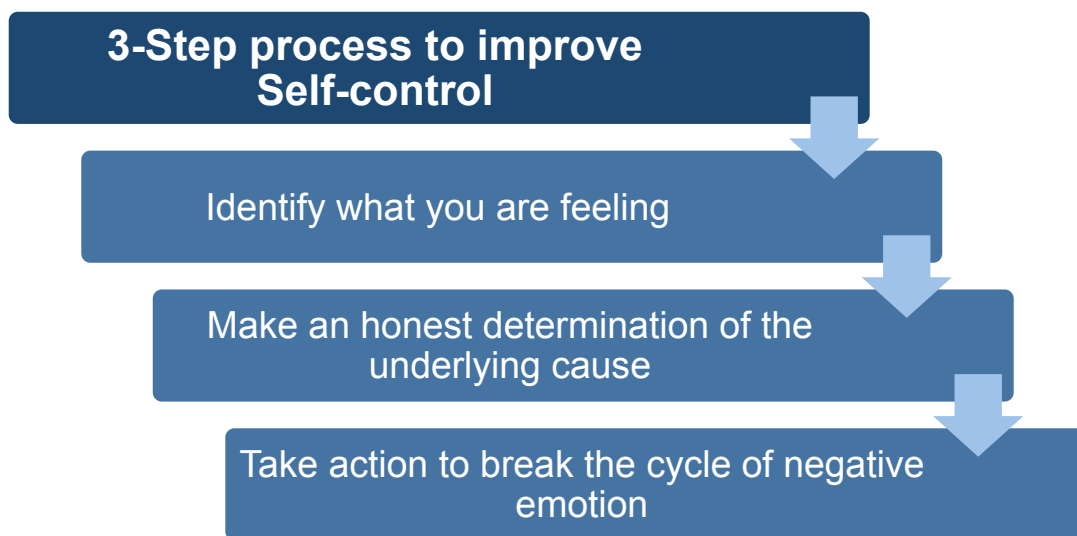 3-Step process to improve
Self-control
Identify what you are feeling
Make an honest determination of the
underlying cause
Take action to break the cycle of negative
emotion